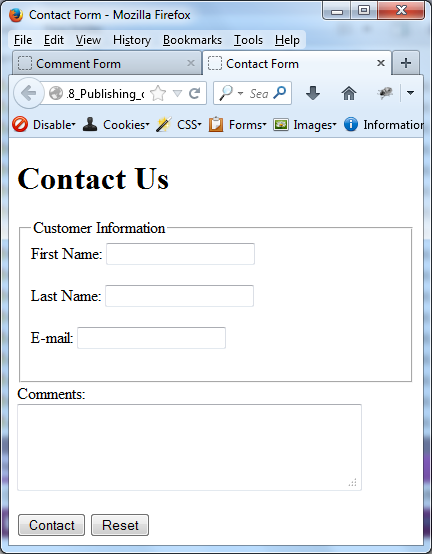 Contact Form - Mozilla Firefox
File Edit View History Bookmarks Tools Help
Comment Form Contact Form
.8_Publishing_ Sea
Disable Cookies CSS Forms Images Information
Contact Us
Customer Information
First Name:
Last Name:
E-mail:
Comments:
Contact Reset